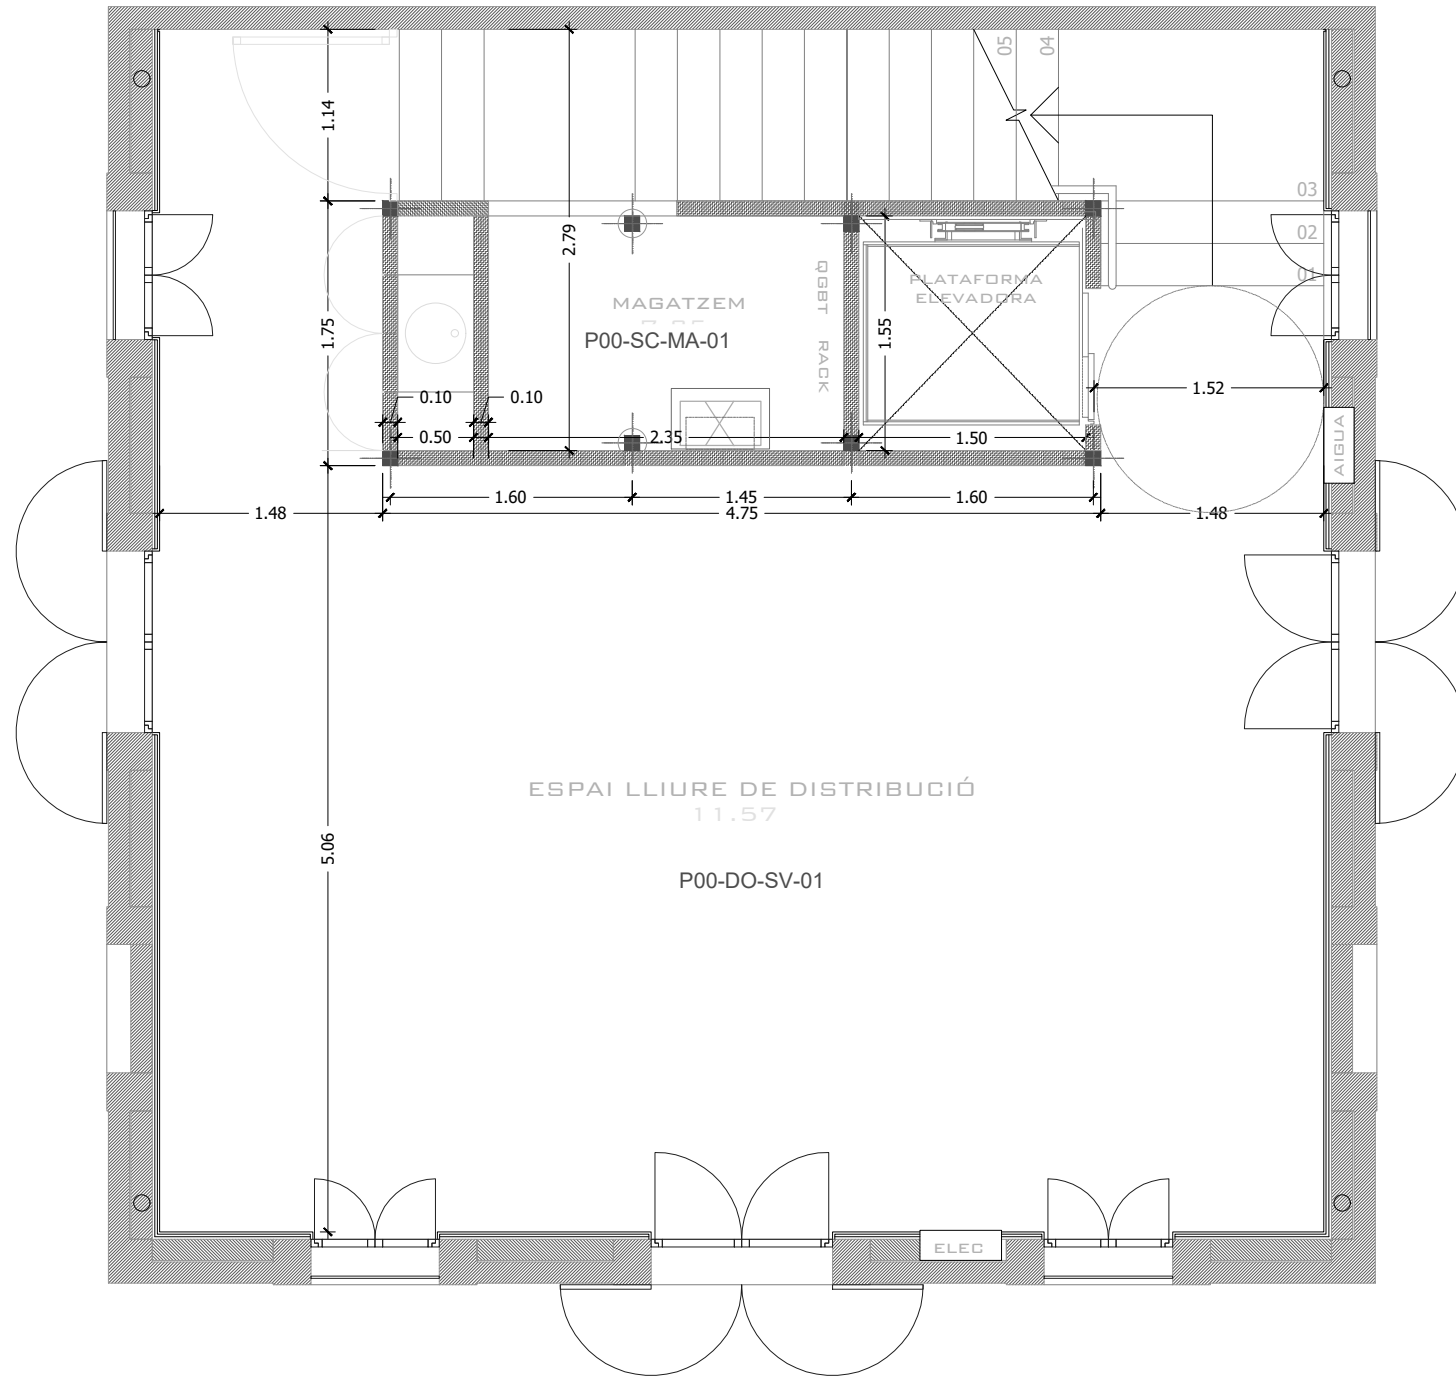 05
04
1.14
03
02
01
2.79
QGBT
RACK
PLATAFORMA
ELEVADORA
MAGATZEM
P00-SC-MA-01
1.75
1.55
1.52
0.10
0.10
0.50
2.35
1.50
AIGUA
1.60
1.45
1.60
1.48
4.75
1.48
ESPAI LLIURE DE DISTRIBUCIÓ
11.57
5.06
P00-DO-SV-01
ELEC